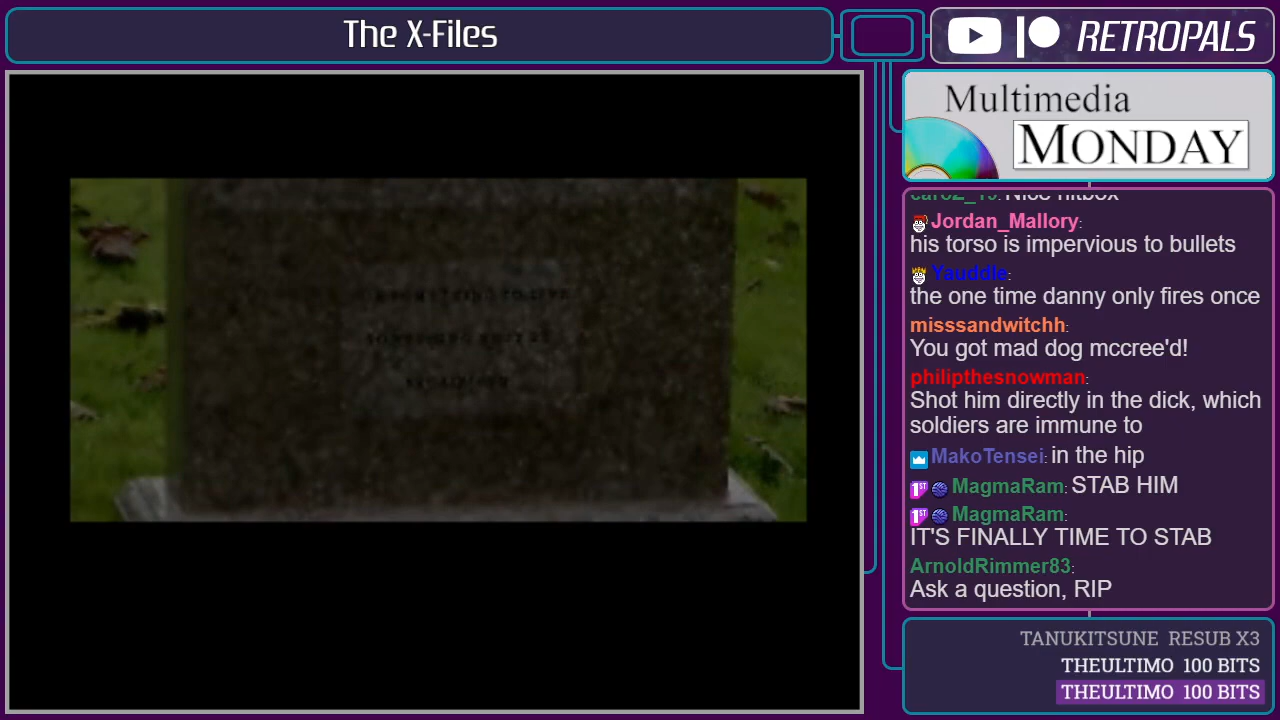 The X-Files
RETROPALS
Multimedia
MONDAY
Nice hitbox
Jordan_Mallory:
his torso is impervious to bullets
Yauddle:
the one time danny only fires once
misssandwitchh:
You got mad dog mccree'd!
philipthesnowman:
Shot him directly in the dick, which
soldiers are immune to
MakoTensei: in the hip
1ST MagmaRam: STAB HIM
1ST MagmaRam:
IT'S FINALLY TIME TO STAB
ArnoldRimmer83:
Ask a question, RIP
TANUKITSUNE RESUB X3
THEULTIMO 100 BITS
THEULTIMO 100 BITS